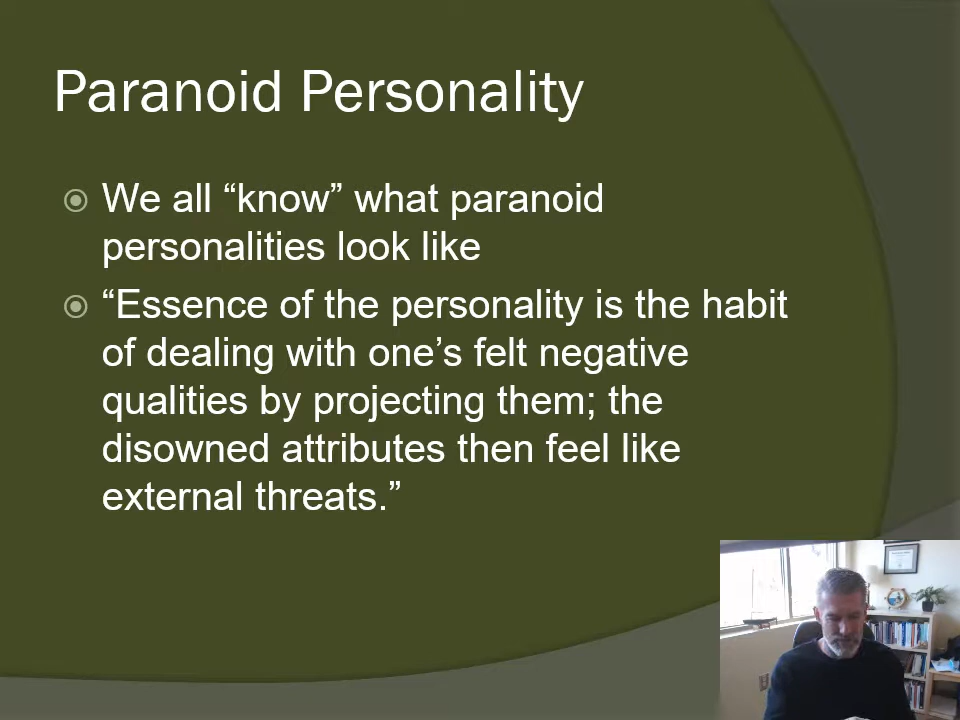 Paranoid Personality
We all “know” what paranoid
personalities look like
“Essence of the personality is the habit
of dealing with one’s felt negative
qualities by projecting them; the
disowned attributes then feel like
external threats.”